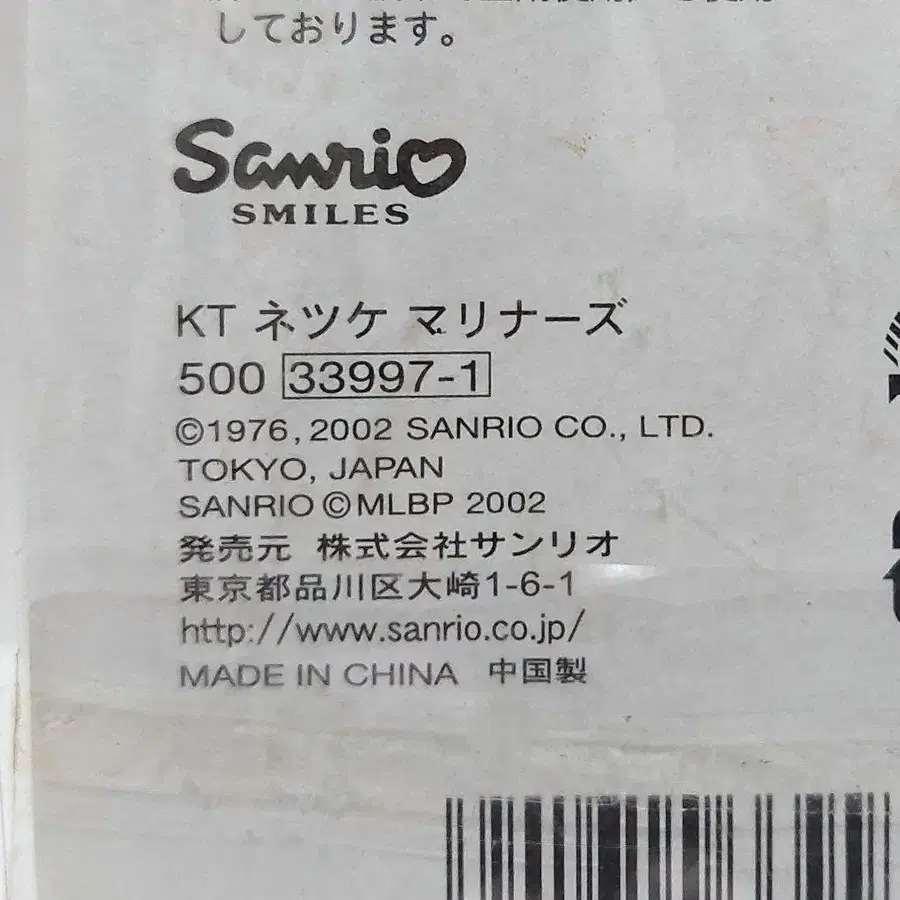 しております。
Sanrio
SMILES
KT ネツケ マリナーズ
500 33997-1
©1976, 2002 SANRIO CO., LTD.
TOKYO, JAPAN
SANRIO ©MLBP 2002
発売元 株式会社サンリオ
東京都品川区大崎1-6-1
http://www.sanrio.co.jp/
MADE IN CHINA 中国製